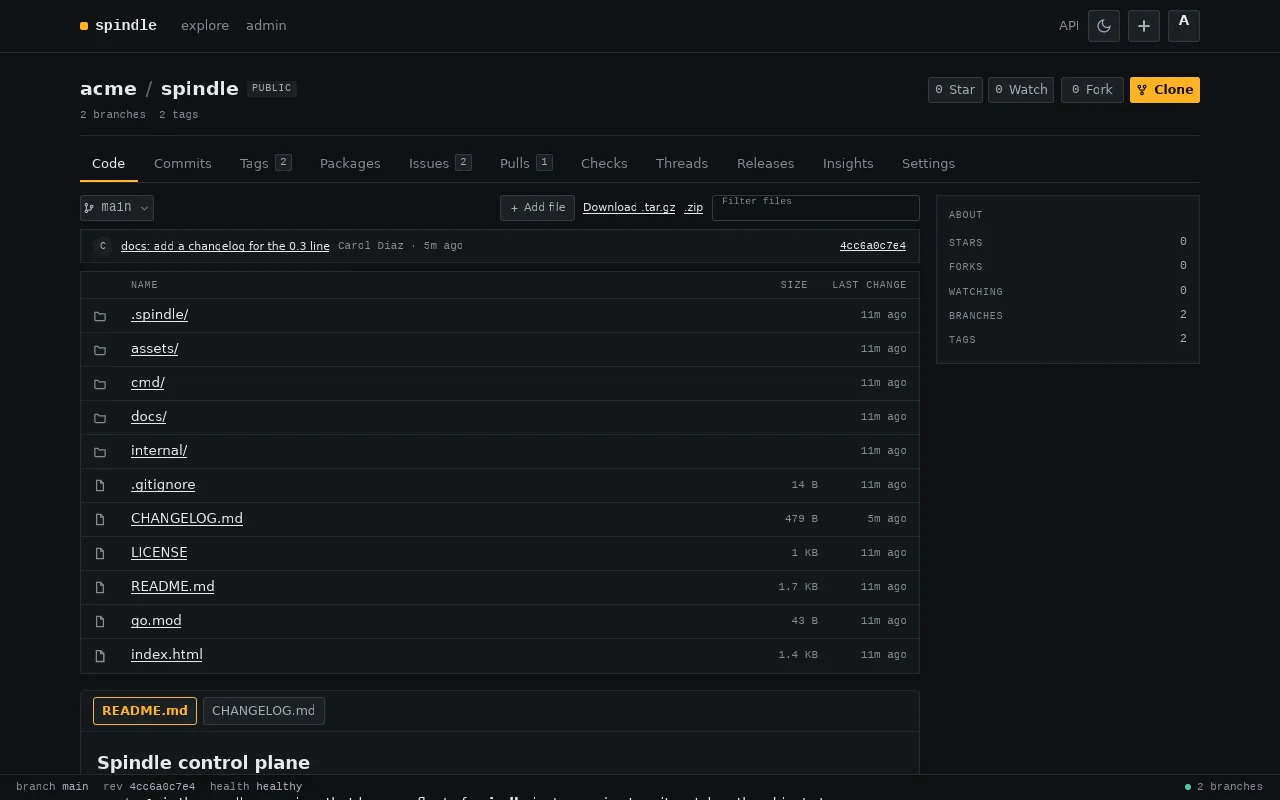 spindle explore admin API + A
acme / spindle PUBLIC
0 Star 0 Watch 0 Fork Clone
2 branches 2 tags
Code Commits Tags 2 Packages Issues 2 Pulls 1 Checks Threads Releases Insights Settings
main + Add file Download .tar.gz .zip Filter files
C docs: add a changelog for the 0.3 line Carol Diaz · 5m ago 4cc6a0c7e4
NAME SIZE LAST CHANGE
.spindle/ 11m ago
assets/ 11m ago
cmd/ 11m ago
docs/ 11m ago
internal/ 11m ago
.gitignore 14 B 11m ago
CHANGELOG.md 479 B 5m ago
LICENSE 1 KB 11m ago
README.md 1.7 KB 11m ago
go.mod 43 B 11m ago
index.html 1.4 KB 11m ago
ABOUT
STARS 0
FORKS 0
WATCHING 0
BRANCHES 2
TAGS 2
README.md CHANGELOG.md
Spindle control plane
branch main rev 4cc6a0c7e4 health healthy 2 branches